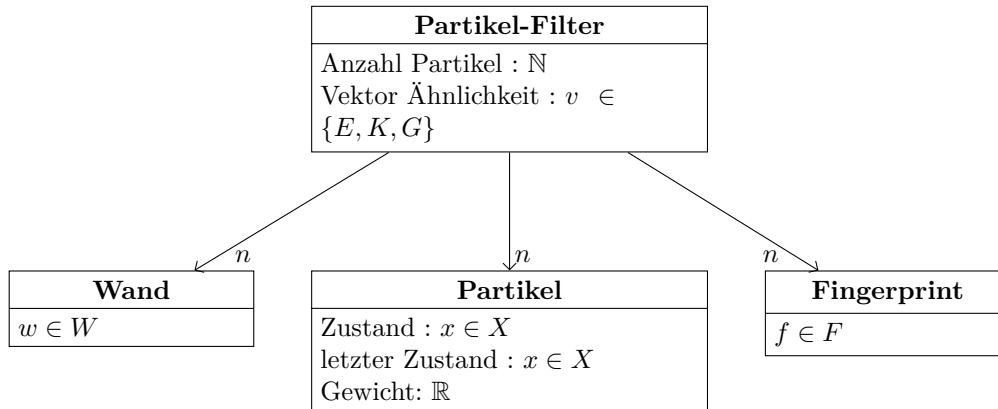 Partikel-Filter
Anzahl Partikel : ℕ
Vektor Ähnlichkeit : v ∈
{E, K, G}
n
n
n
Wand
w ∈ W
Partikel
Zustand : x ∈ X
letzter Zustand : x ∈ X
Gewicht: ℝ
Fingerprint
f ∈ F